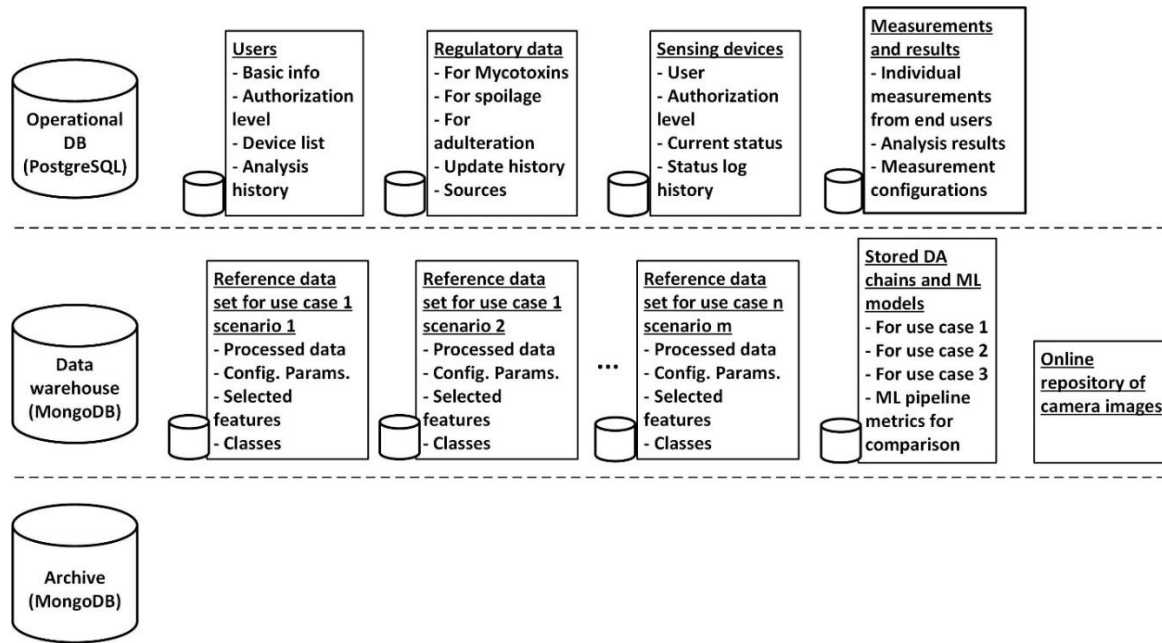 Operational
DB
(PostgreSQL)
Users
- Basic info
- Authorization
level
- Device list
- Analysis
history
Regulatory data
- For Mycotoxins
- For spoilage
- For
adulteration
- Update history
- Sources
Sensing devices
- User
- Authorization
level
- Current status
- Status log
history
Measurements
and results
- Individual
measurements
from end users
- Analysis results
- Measurement
configurations
Data
warehouse
(MongoDB)
Reference data
set for use case 1
scenario 1
- Processed data
- Config. Params.
- Selected
features
- Classes
Reference data
set for use case 1
scenario 2
- Processed data
- Config. Params.
- Selected
features
- Classes
...
Reference data
set for use case n
scenario m
- Processed data
- Config. Params.
- Selected
features
- Classes
Stored DA
chains and ML
models
- For use case 1
- For use case 2
- For use case 3
- ML pipeline
metrics for
comparison
Online
repository of
camera images
Archive
(MongoDB)